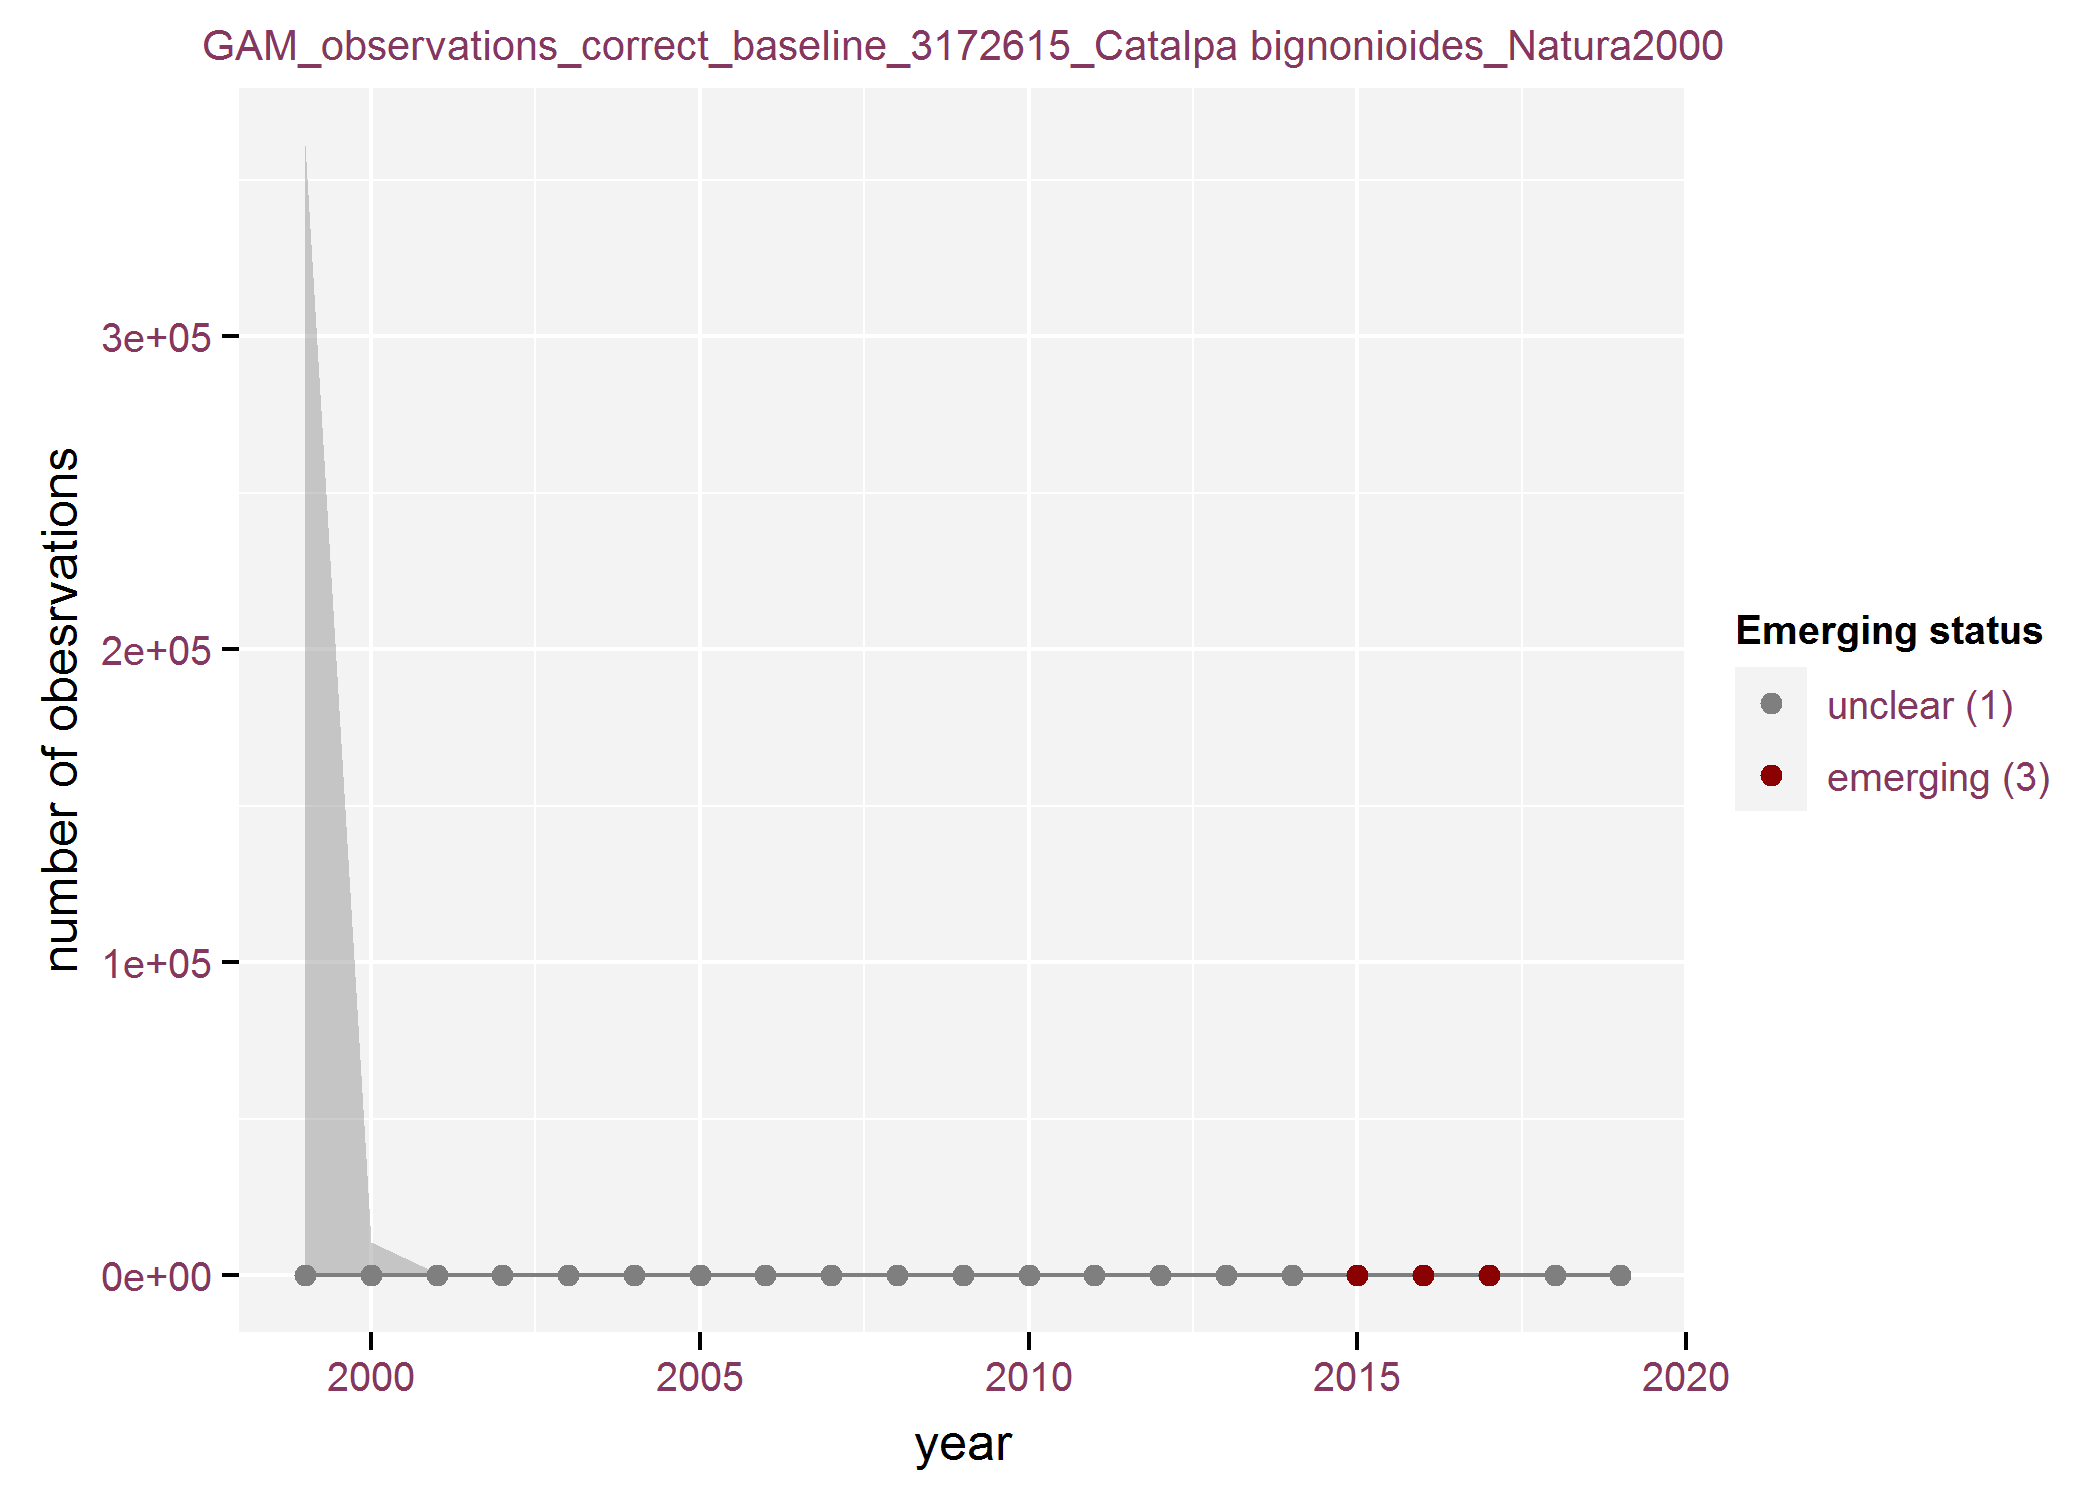 GAM_observations_correct_baseline_3172615_Catalpa bignonioides_Natura2000
number of obesrvations
3e+05
2e+05
1e+05
0e+00
2000
2005
2010
2015
2020
year
Emerging status
unclear (1)
emerging (3)